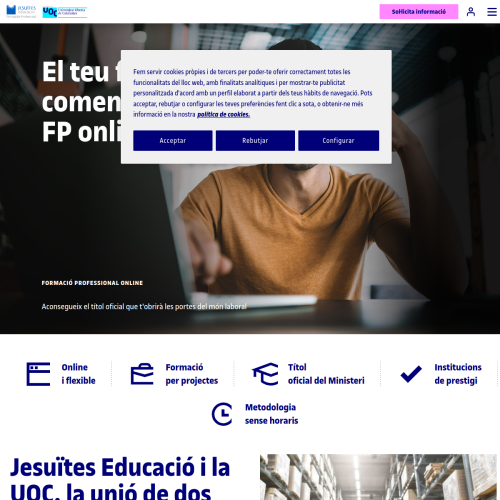 JESUÏTES
UOC
Sol·licita informació
El teu f
comen
FP onli
Fem servir cookies pròpies i de tercers per poder-te oferir correctament totes les
funcionalitats del lloc web, amb finalitats analítiques i per mostrar-te publicitat
personalitzada d'acord amb un perfil elaborat a partir dels teus hàbits de navegació. Pots
acceptar, rebutjar o configurar les teves preferències fent clic a sota, o obtenir-ne més
informació en la nostra política de cookies.
Acceptar
Rebutjar
Configurar
FORMACIÓ PROFESSIONAL ONLINE
Aconsegueix el títol oficial que t'obrirà les portes del món laboral
Online
i flexible
Formació
per projectes
Títol
oficial del Ministeri
Institucions
de prestigi
Metodologia
sense horaris
Jesuïtes Educació i la
UOC, la unió de dos